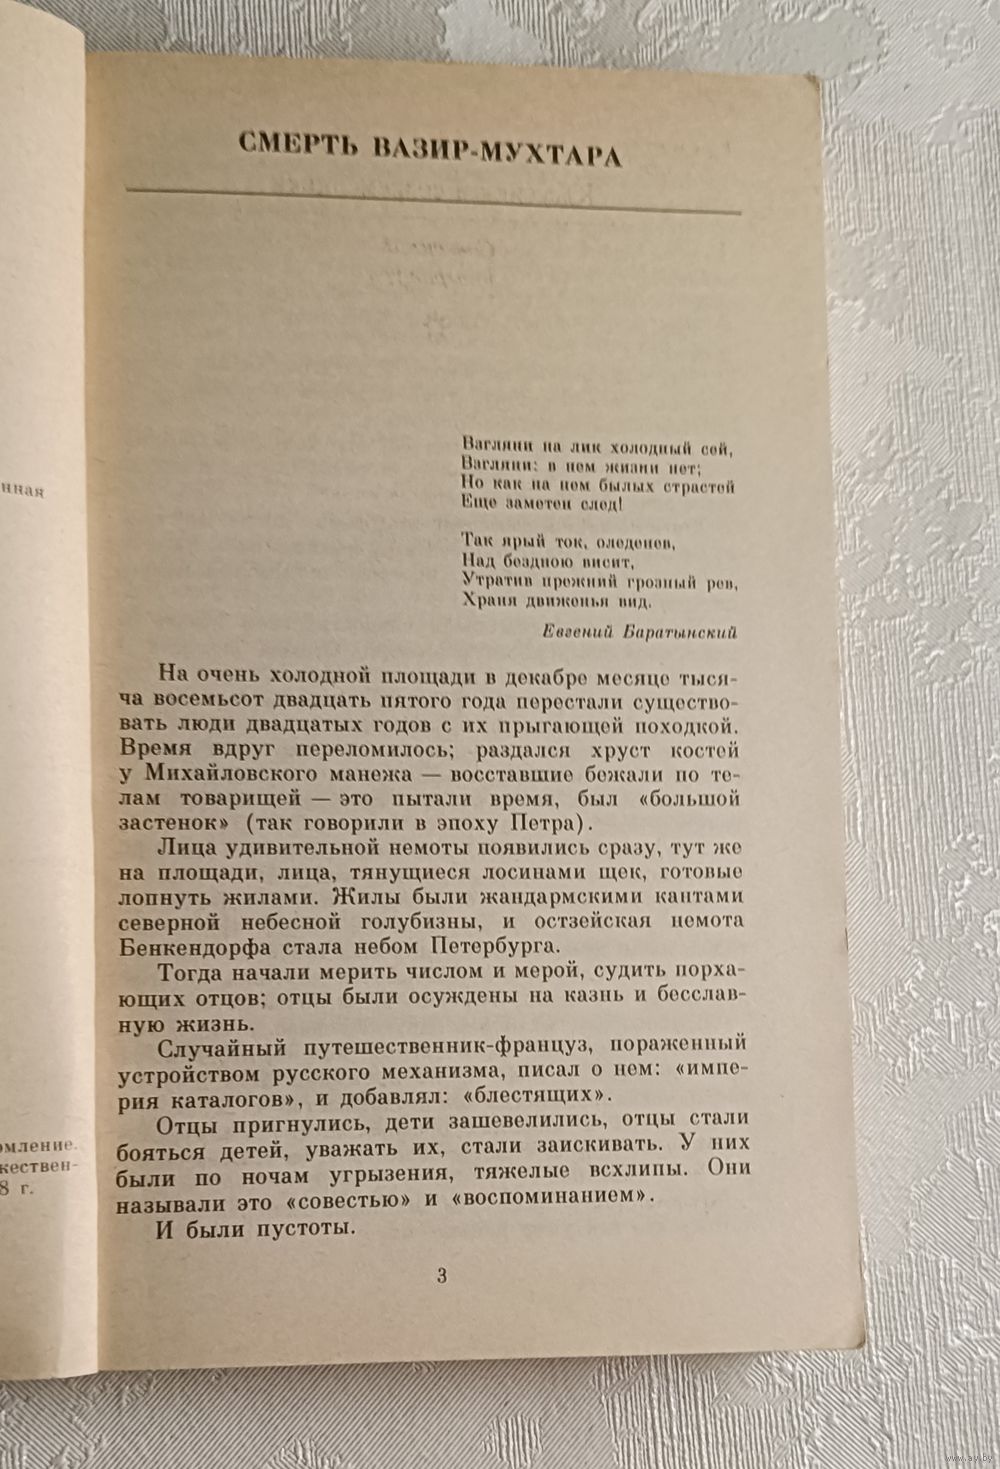 СМЕРТЬ ВАЗИР-МУХТАРА
Взгляни на лик холодный сей,
Взгляни: в нем жизни нет;
Но как на нем былых страстей
Еще заметен след!
Так ярый ток, оледенев,
Над бездною висит,
Утратив прежний грозный рев,
Храня движенья вид.
Евгений Баратынский
На очень холодной площади в декабре месяце тыся-
ча восемьсот двадцать пятого года перестали существо-
вать люди двадцатых годов с их прыгающей походкой.
Время вдруг переломилось; раздался хруст костей
у Михайловского манежа — восставшие бежали по те-
лам товарищей — это пытали время, был «большой
застенок» (так говорили в эпоху Петра).
Лица удивительной немоты появились сразу, тут же
на площади, лица, тянущиеся лосинами щек, готовые
лопнуть жилами. Жилы были жандармскими кантами
северной небесной голубизны, и остзейская немота
Бенкендорфа стала небом Петербурга.
Тогда начали мерить числом и мерой, судить порха-
ющих отцов; отцы были осуждены на казнь и бесслав-
ную жизнь.
Случайный путешественник-француз, пораженный
устройством русского механизма, писал о нем: «импе-
рия каталогов», и добавлял: «блестящих».
Отцы пригнулись, дети зашевелились, отцы стали
бояться детей, уважать их, стали заискивать. У них
были по ночам угрызения, тяжелые всхлипы. Они
называли это «совестью» и «воспоминанием».
И были пустоты.
3
нная
омление.
жествен-
8 г.
www.ay.by